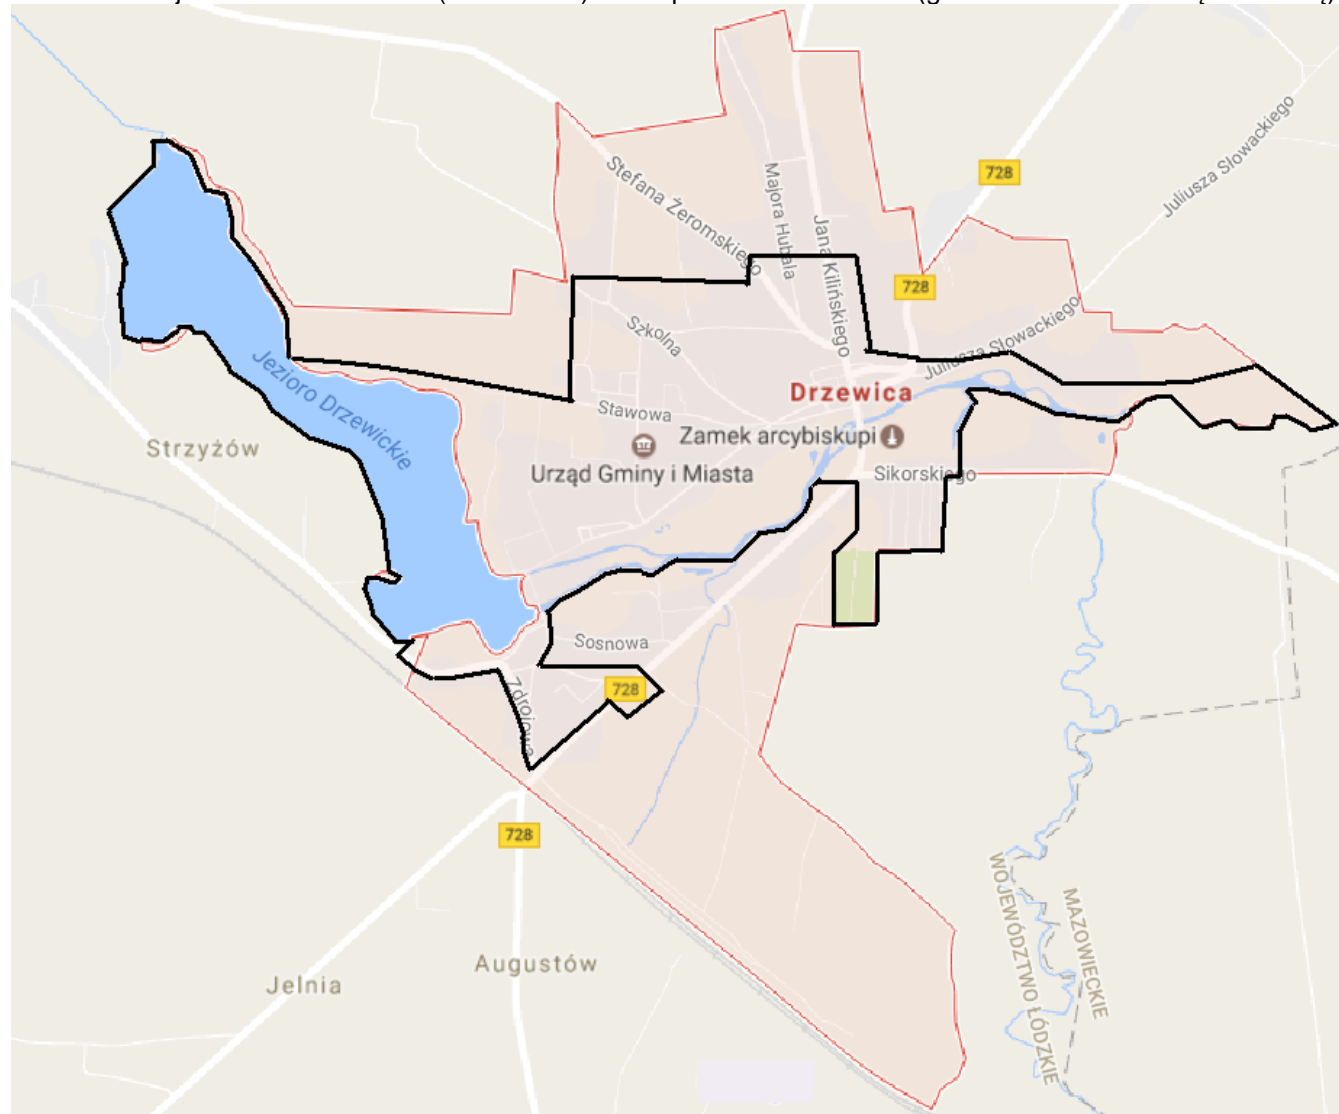 728
Juliusza Słowackiego
Stefana Żeromskiego
Majora Hubala
Jana Kilińskiego
728
Szkolna
Juliusza Słowackiego
Jezioro Drzewickie
Drzewica
Stawowa
Strzyżów
Zamek arcybiskupi
Urząd Gminy i Miasta
Sikorskiego
Sosnowa
728
Zdrojowa
728
WOJEWÓDZTWO ŁÓDZKIE
MAZOWIECKIE
Augustów
Jelnia